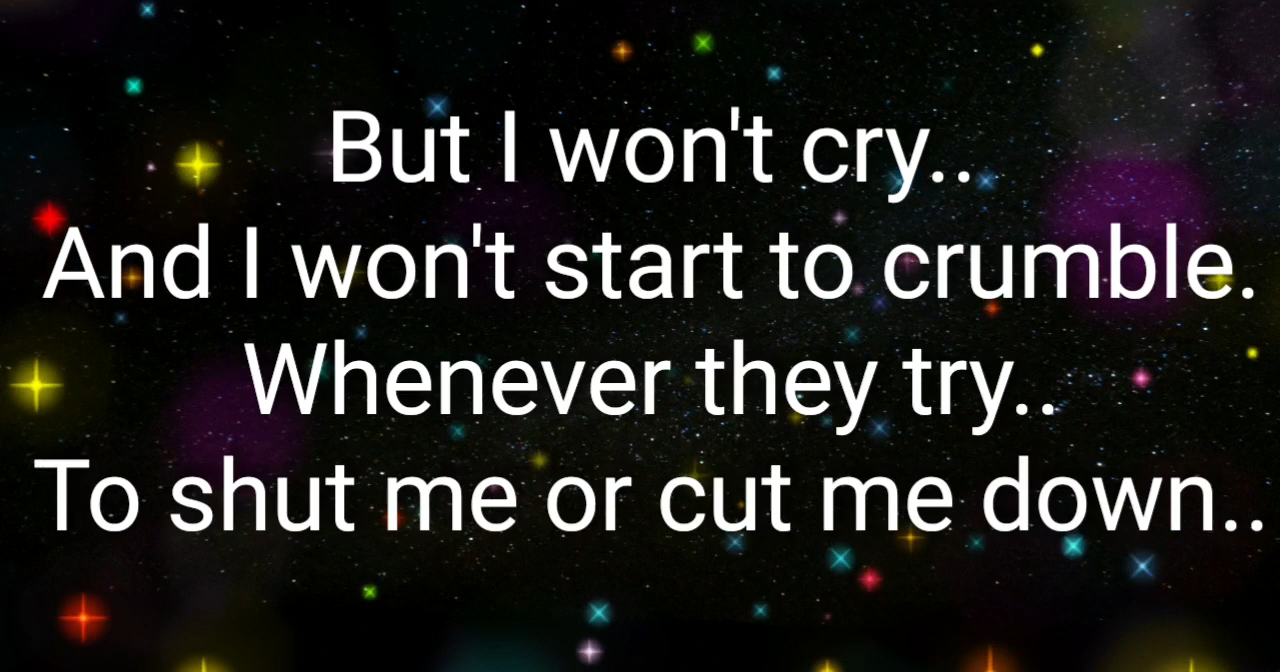 But I won't cry..
And I won't start to crumble.
Whenever they try..
To shut me or cut me down..